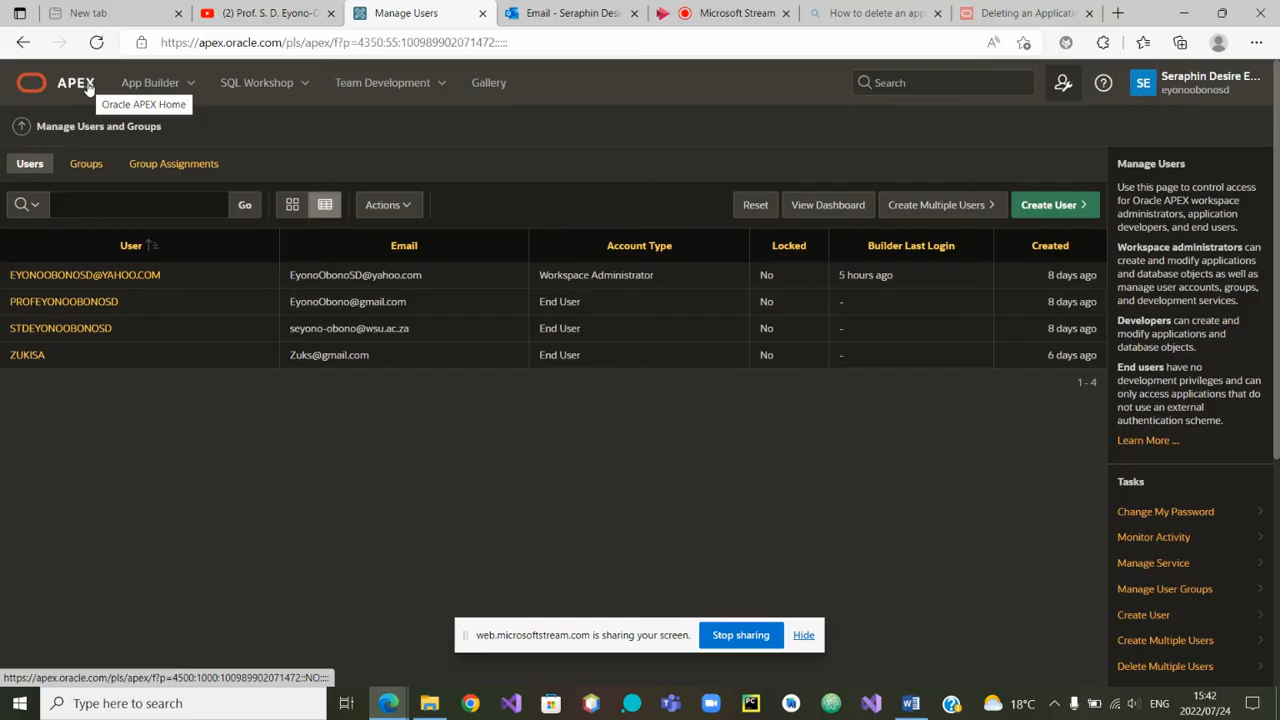 New tab
(2) Prof. S. D. Eyono-O
Manage Users
Email - Seraphin Desire E
Microsoft Stream
How to delete an app
Deleting an Applicati
https://apex.oracle.com/pls/apex/f?p=4350:55:100989902071472:::::
APEX
App Builder
SQL Workshop
Team Development
Gallery
Search
SE
Seraphin Desire E...
eyonoobonosd
Oracle APEX Home
Manage Users and Groups
Users
Groups
Group Assignments
Go
Actions
Reset
View Dashboard
Create Multiple Users
Create User
User
Email
Account Type
Locked
Builder Last Login
Created
EYONOOBONOSD@YAHOO.COM EyonoObonoSD@yahoo.com Workspace Administrator No 5 hours ago 8 days ago
PROFEYONOOBONOSD EyonoObono@gmail.com End User No - 8 days ago
STDEYONOOBONOSD seyono-obono@wsu.ac.za End User No - 8 days ago
ZUKISA Zuks@gmail.com End User No - 6 days ago
1 - 4
Manage Users
Use this page to control access
for Oracle APEX workspace
administrators, application
developers, and end users.
Workspace administrators can
create and modify applications
and database objects as well as
manage user accounts, groups,
and development services.
Developers can create and
modify applications and
database objects.
End users have no
development privileges and can
only access applications that do
not use an external
authentication scheme.
Learn More ...
Tasks
Change My Password
Monitor Activity
Manage Service
Manage User Groups
Create User
Create Multiple Users
Delete Multiple Users
web.microsoftstream.com is sharing your screen.
Stop sharing
Hide
https://apex.oracle.com/pls/apex/f?p=4500:1000:100989902071472::NO::::
Type here to search
PC
18°C
ENG
15:42
2022/07/24